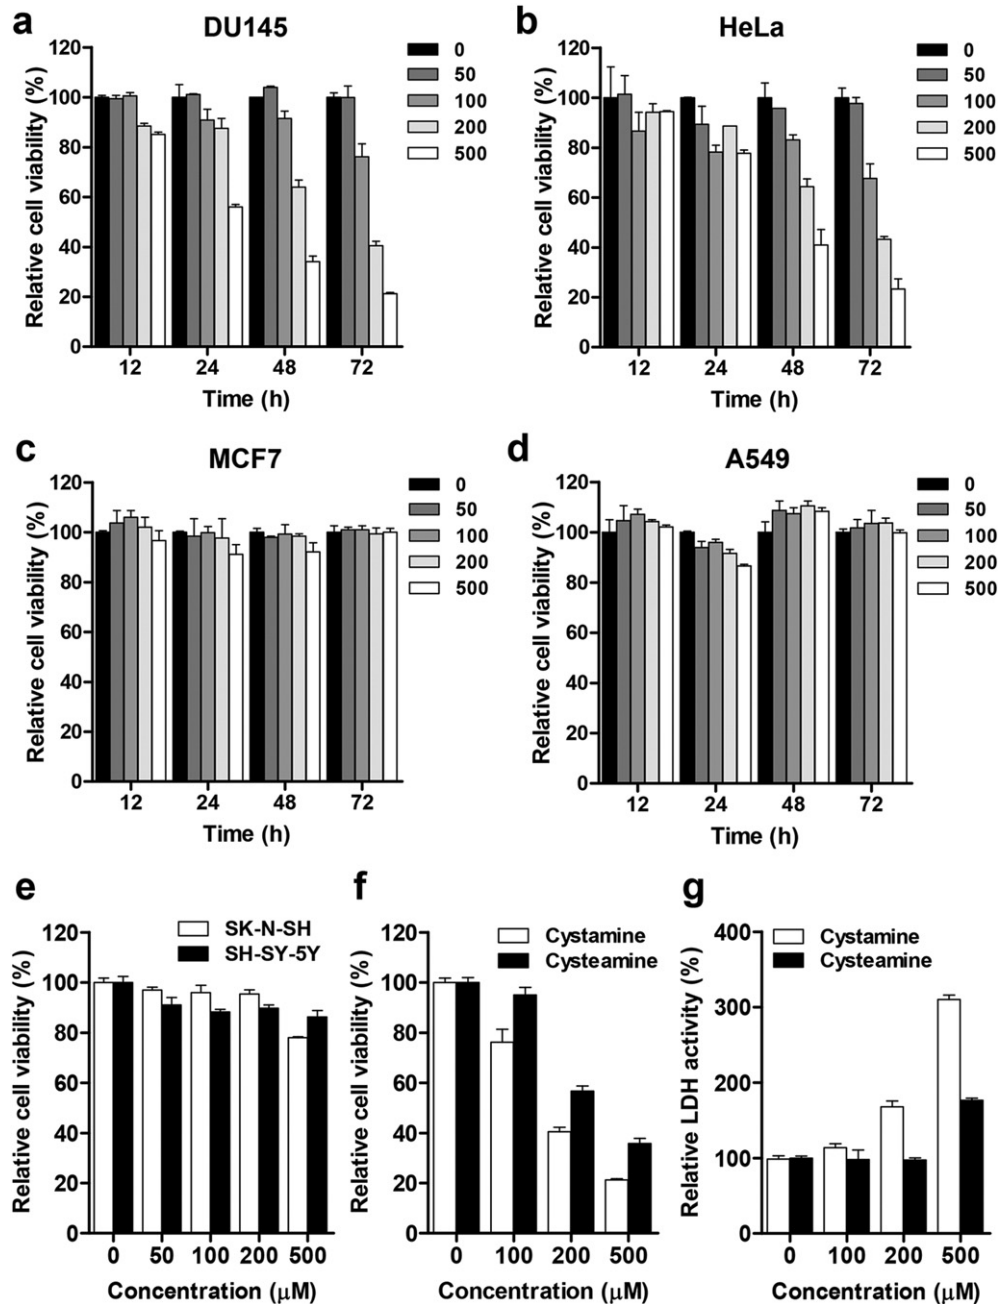 a
DU145
120
100
80
60
40
20
0
Relative cell viability (%)
12 24 48 72
Time (h)
0
50
100
200
500
b
HeLa
120
100
80
60
40
20
0
Relative cell viability (%)
12 24 48 72
Time (h)
0
50
100
200
500
c
MCF7
120
100
80
60
40
20
0
Relative cell viability (%)
12 24 48 72
Time (h)
0
50
100
200
500
d
A549
120
100
80
60
40
20
0
Relative cell viability (%)
12 24 48 72
Time (h)
0
50
100
200
500
e
SK-N-SH
SH-SY-5Y
120
100
80
60
40
20
0
Relative cell viability (%)
0 50 100 200 500
Concentration (μM)
f
Cystamine
Cysteamine
120
100
80
60
40
20
0
Relative cell viability (%)
0 100 200 500
Concentration (μM)
g
Cystamine
Cysteamine
400
300
200
100
0
Relative LDH activity (%)
0 100 200 500
Concentration (μM)